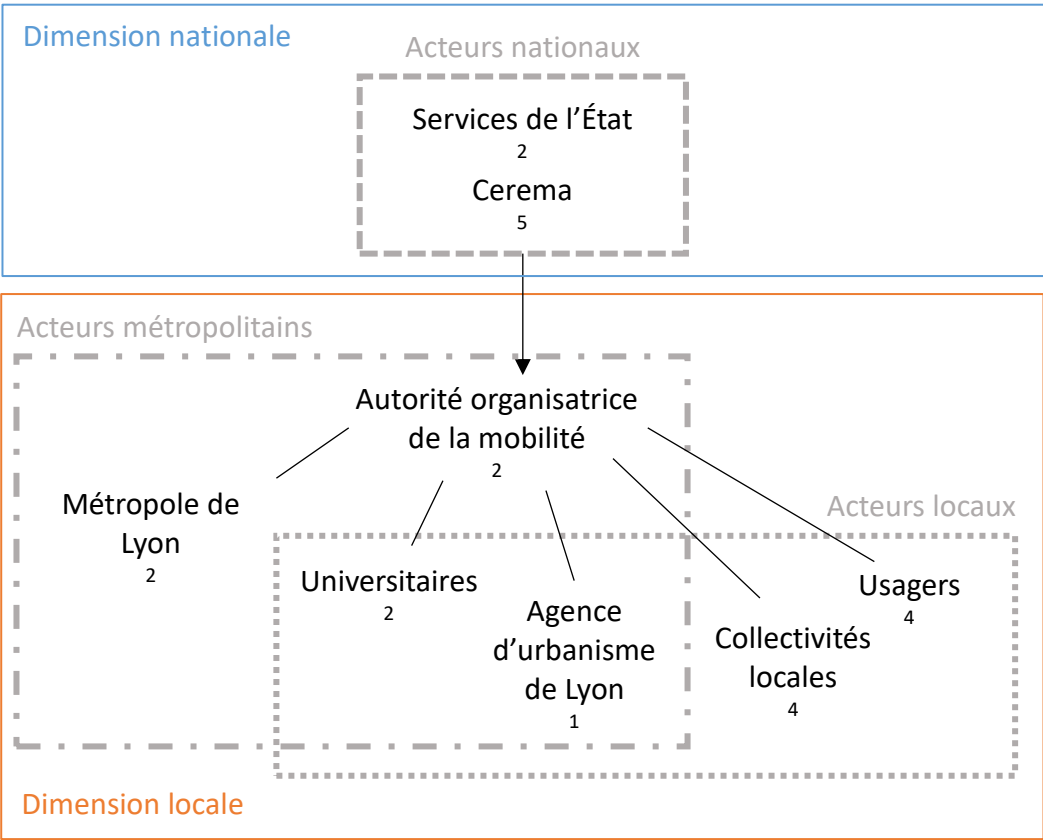 Dimension nationale
Acteurs nationaux
Services de l'État
2
Cerema
5
Acteurs métropolitains
Autorité organisatrice
de la mobilité
2
Métropole de
Lyon
2
Acteurs locaux
Universitaires
2
Agence
d'urbanisme
de Lyon
1
Collectivités
locales
4
Usagers
4
Dimension locale